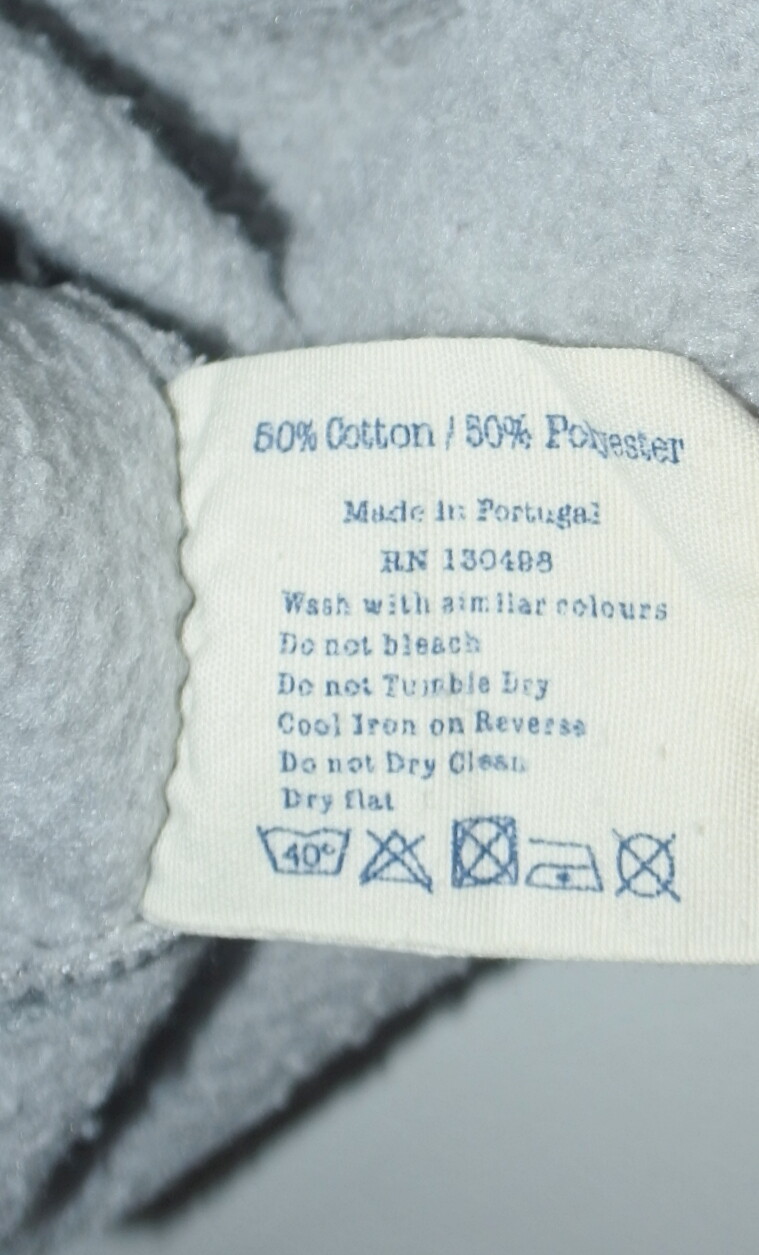 50% Cotton / 50% Polyester
Made in Portugal
RN 130498
Wash with similar colours
Do not bleach
Do not Tumble Dry
Cool Iron on Reverse
Do not Dry Clean
Dry flat
40°